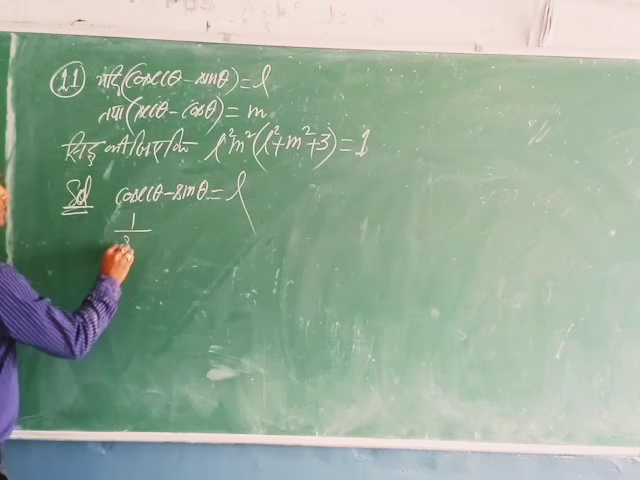 (11) यदि (cosecθ - sinθ) = l
तथा (secθ - cosθ) = m
सिद्ध कीजिए कि l²m²(l²+m²+3) = 1
Sol cosecθ - sinθ = l
1